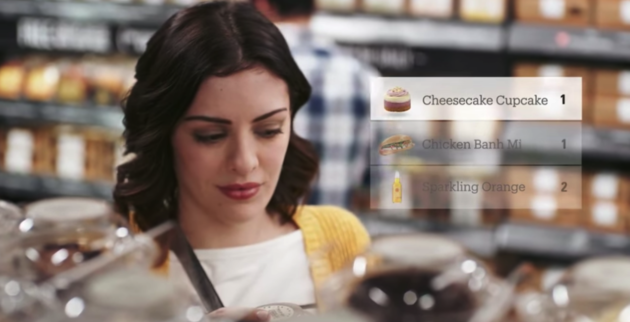 Cheesecake Cupcake 1
Chicken Banh Mi 1
Sparkling Orange 2